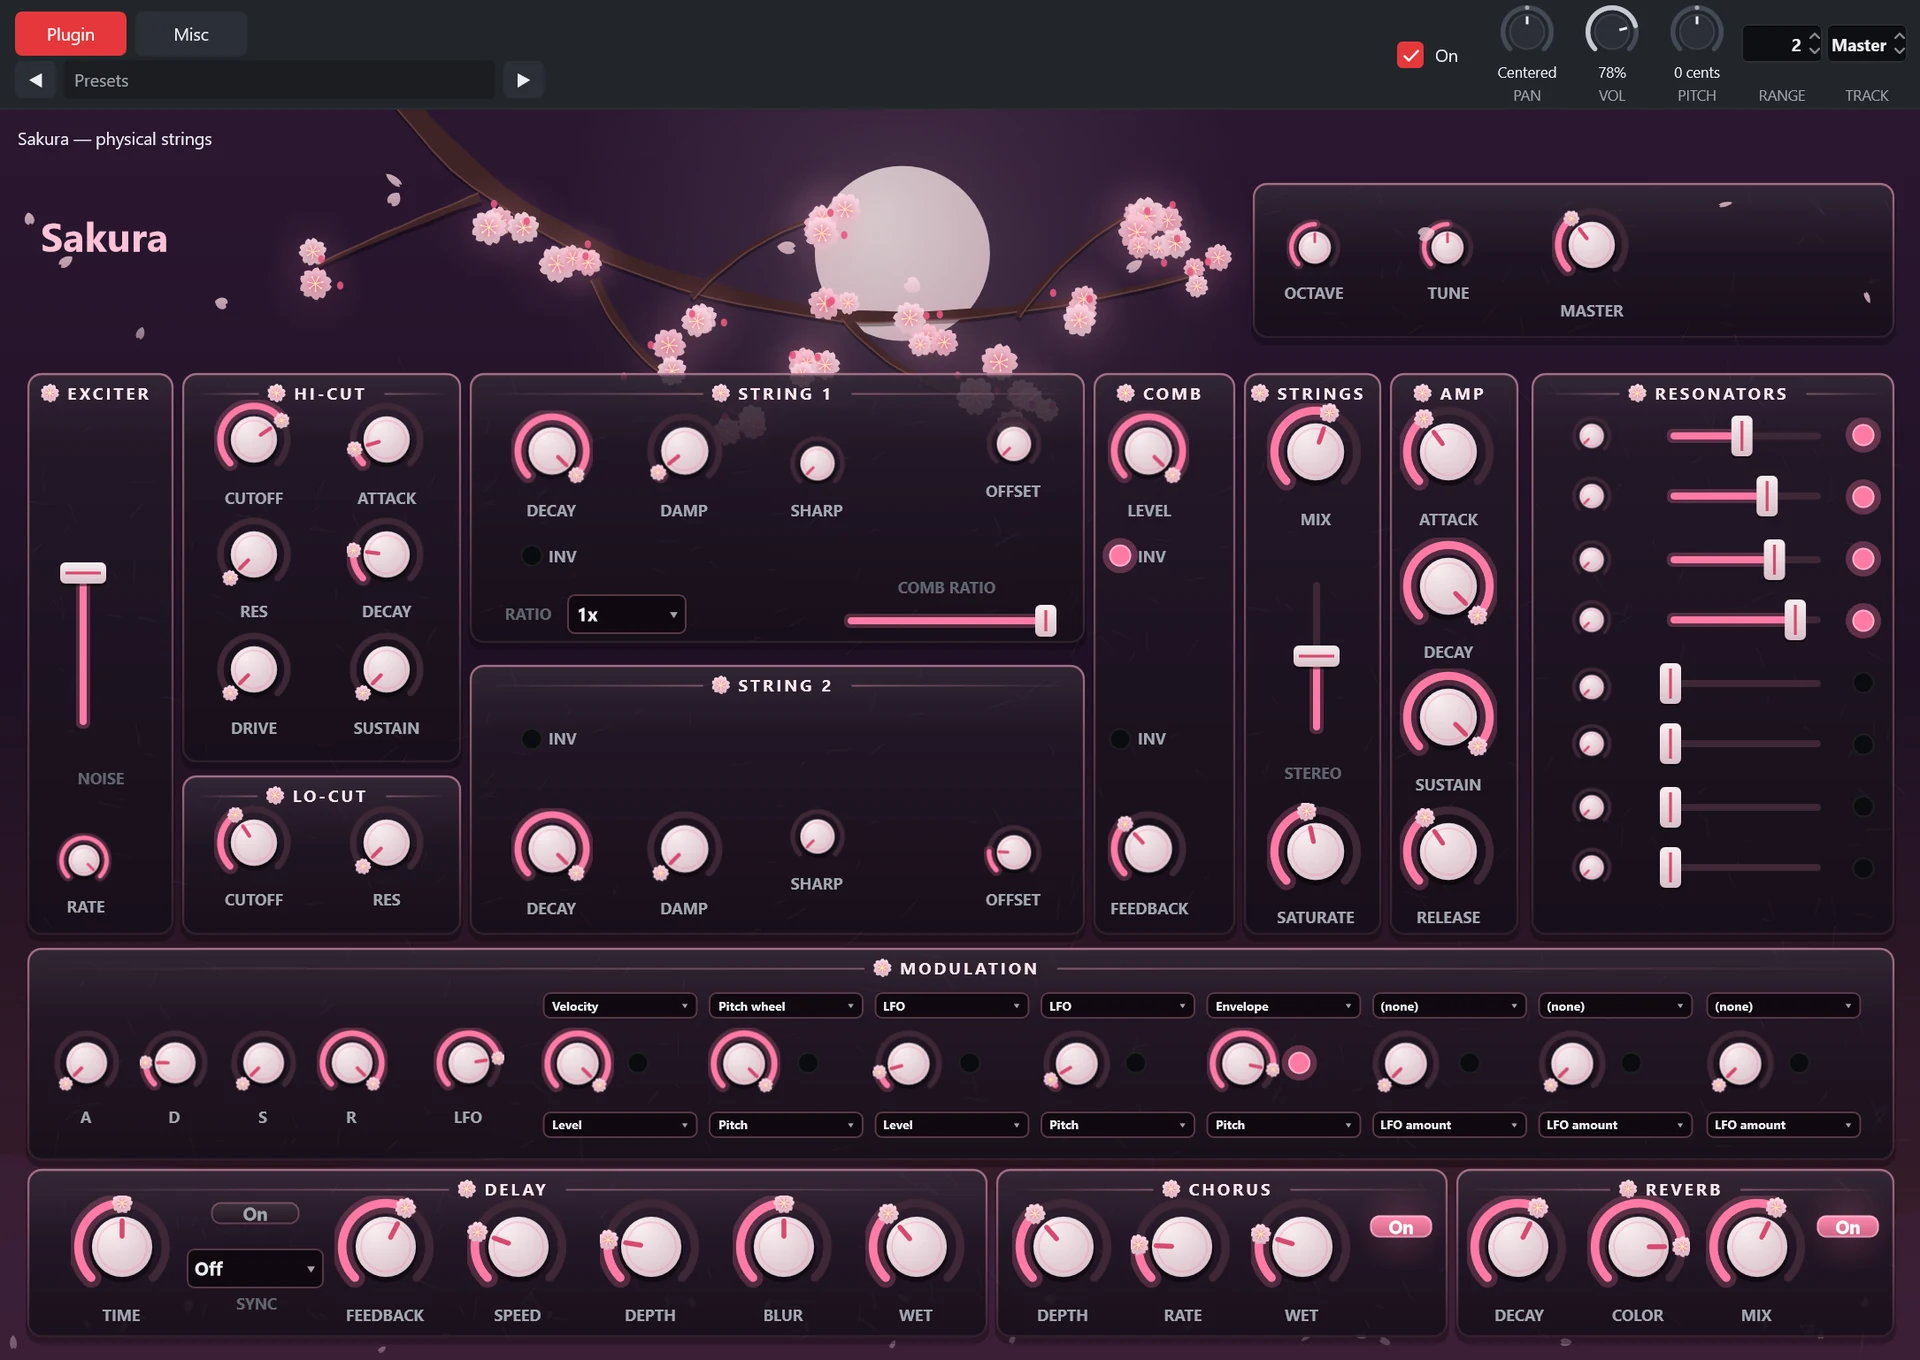 Plugin
Misc
Presets
On
Centered
78%
0 cents
2
Master
PAN
VOL
PITCH
RANGE
TRACK
Sakura — physical strings
Sakura
OCTAVE
TUNE
MASTER
EXCITER
NOISE
RATE
HI-CUT
CUTOFF
ATTACK
RES
DECAY
DRIVE
SUSTAIN
LO-CUT
CUTOFF
RES
STRING 1
DECAY
DAMP
SHARP
OFFSET
INV
COMB RATIO
RATIO
1x
STRING 2
INV
DECAY
DAMP
SHARP
OFFSET
COMB
LEVEL
INV
INV
FEEDBACK
STRINGS
MIX
STEREO
SATURATE
AMP
ATTACK
DECAY
SUSTAIN
RELEASE
RESONATORS
MODULATION
Velocity
Pitch wheel
LFO
LFO
Envelope
(none)
(none)
(none)
A
D
S
R
LFO
Level
Pitch
Level
Pitch
Pitch
LFO amount
LFO amount
LFO amount
DELAY
On
Off
SYNC
TIME
FEEDBACK
SPEED
DEPTH
BLUR
WET
CHORUS
On
DEPTH
RATE
WET
REVERB
On
DECAY
COLOR
MIX